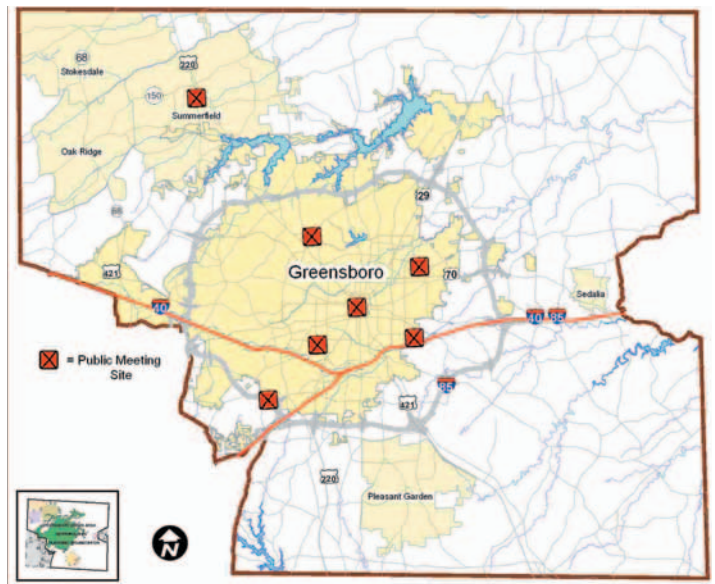 68
Stokesdale
220
150
Summerfield
Oak Ridge
68
29
421
Greensboro
70
Sedalia
40
40
85
= Public Meeting
Site
85
421
220
Pleasant Garden
N